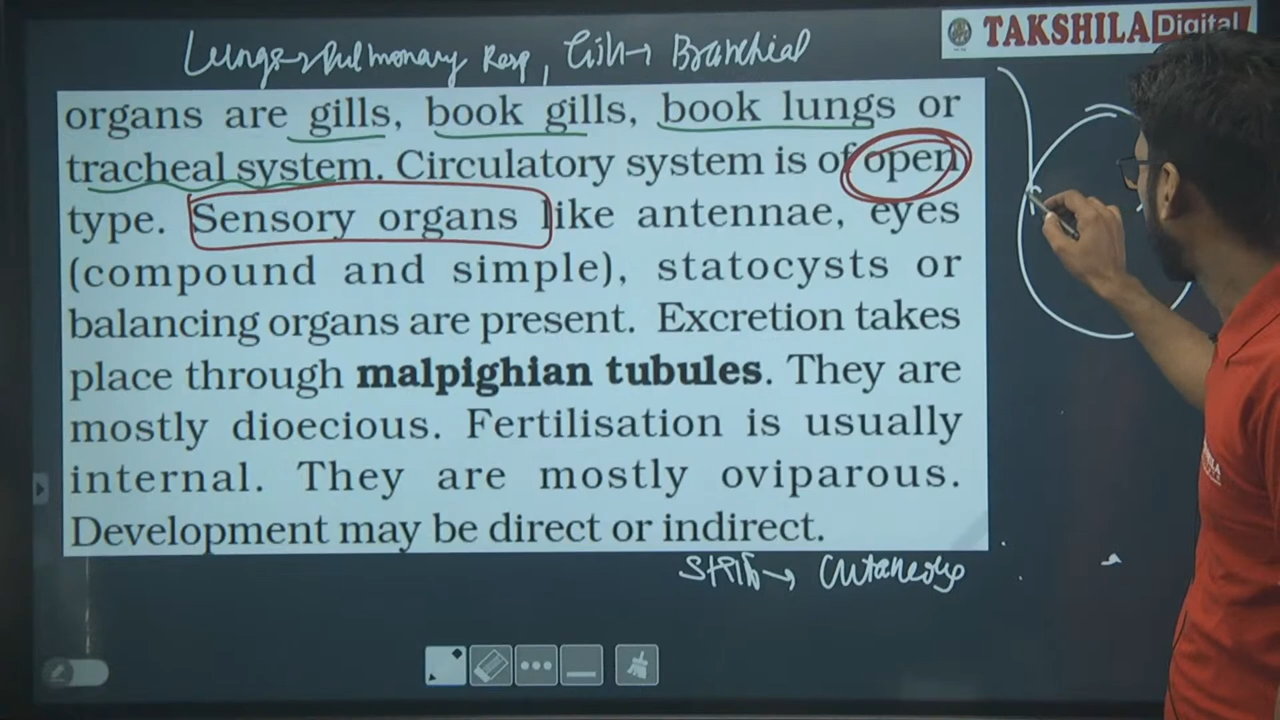 TAKSHILA Digital
Lungs→Pulmonary Resp, Gill→ Branchial
organs are gills, book gills, book lungs or
tracheal system. Circulatory system is of open
type. Sensory organs like antennae, eyes
(compound and simple), statocysts or
balancing organs are present. Excretion takes
place through malpighian tubules. They are
mostly dioecious. Fertilisation is usually
internal. They are mostly oviparous.
Development may be direct or indirect.
→ Cutaneous